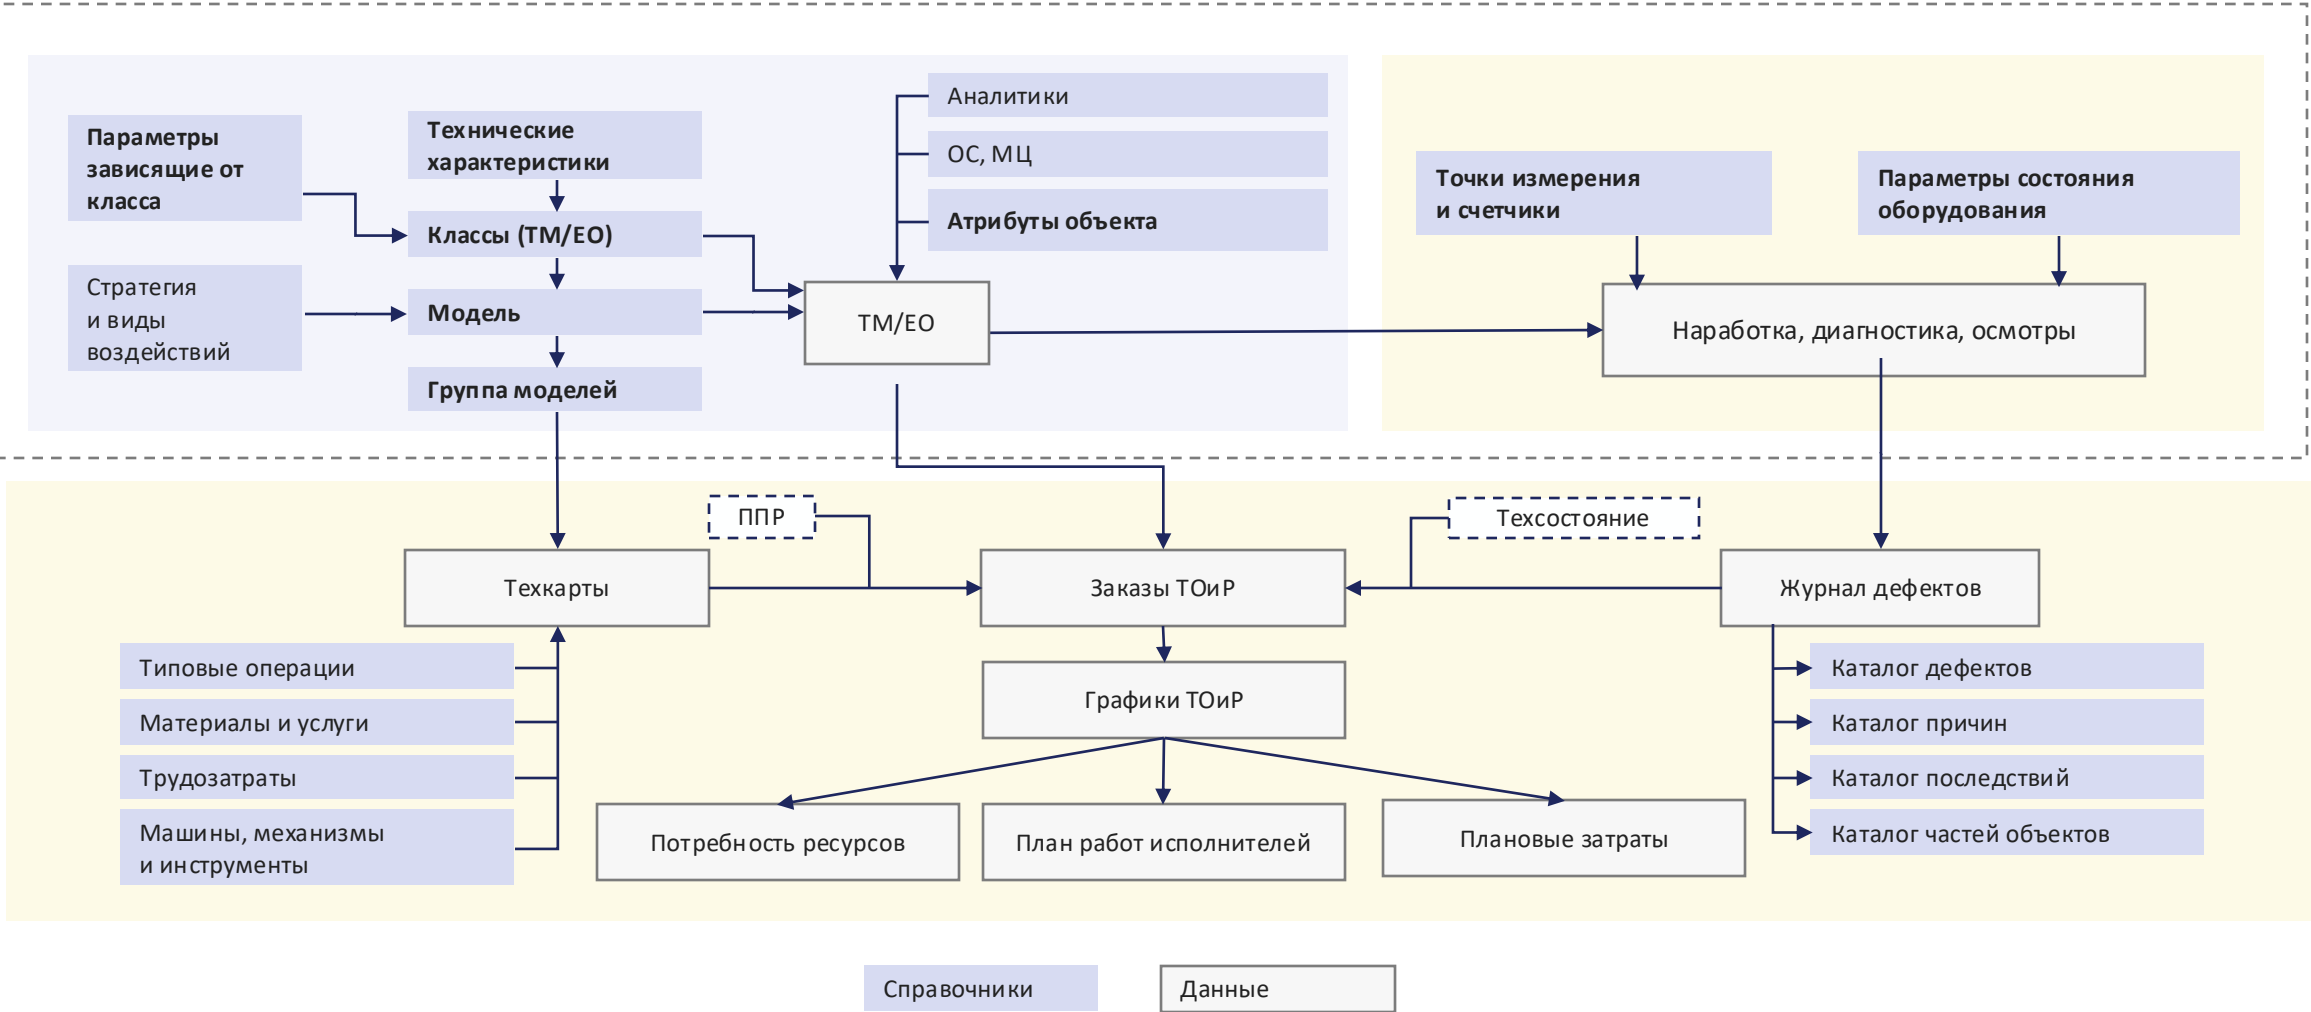 Параметры
зависящие от
класса
Стратегия
и виды
воздействий
Технические
характеристики
Классы (ТМ/ЕО)
Модель
Группа моделей
Аналитики
ОС, МЦ
Атрибуты объекта
ТМ/ЕО
Точки измерения
и счетчики
Параметры состояния
оборудования
Наработка, диагностика, осмотры
ППР
Техсостояние
Техкарты
Заказы ТОиР
Журнал дефектов
Типовые операции
Материалы и услуги
Трудозатраты
Машины, механизмы
и инструменты
Графики ТОиР
Потребность ресурсов
План работ исполнителей
Плановые затраты
Каталог дефектов
Каталог причин
Каталог последствий
Каталог частей объектов
Справочники
Данные